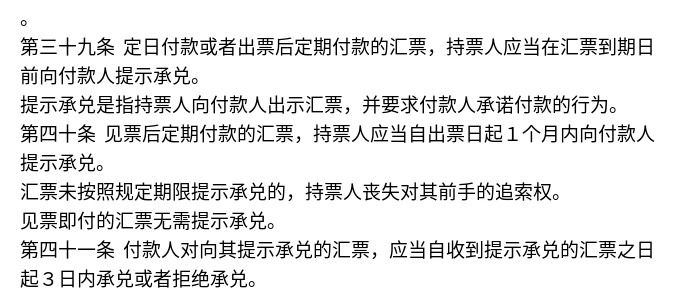 。
第三十九条 定日付款或者出票后定期付款的汇票，持票人应当在汇票到期日
前向付款人提示承兑。
提示承兑是指持票人向付款人出示汇票，并要求付款人承诺付款的行为。
第四十条 见票后定期付款的汇票，持票人应当自出票日起１个月内向付款人
提示承兑。
汇票未按照规定期限提示承兑的，持票人丧失对其前手的追索权。
见票即付的汇票无需提示承兑。
第四十一条 付款人对向其提示承兑的汇票，应当自收到提示承兑的汇票之日
起３日内承兑或者拒绝承兑。